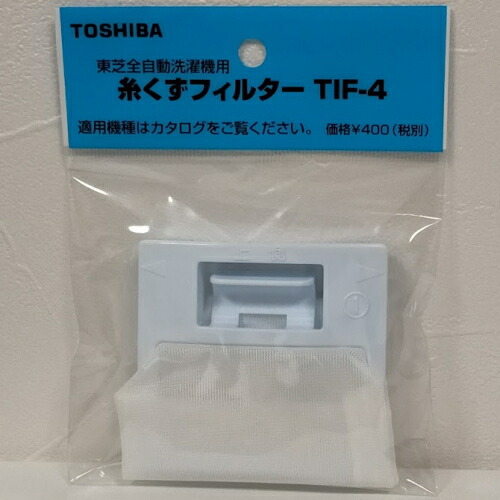 TOSHIBA
東芝全自動洗濯機用
糸くずフィルター TIF-4
適用機種はカタログをご覧ください。 価格¥400(税別)
①